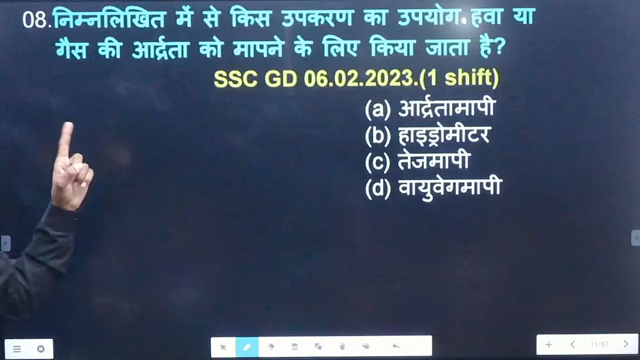 08.निम्नलिखित में से किस उपकरण का उपयोग हवा या
गैस की आर्द्रता को मापने के लिए किया जाता है?
SSC GD 06.02.2023.(1 shift)
(a) आर्द्रतामापी
(b) हाइड्रोमीटर
(c) तेजमापी
(d) वायुवेगमापी